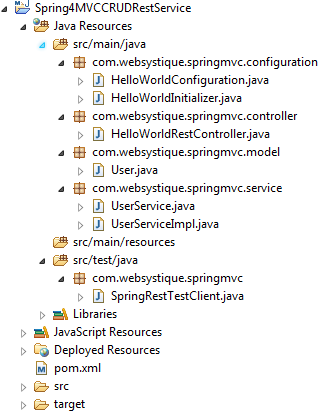 Spring4MVCCRUDRestService
Java Resources
src/main/java
com.websystique.springmvc.configuration
HelloWorldConfiguration.java
HelloWorldInitializer.java
com.websystique.springmvc.controller
HelloWorldRestController.java
com.websystique.springmvc.model
User.java
com.websystique.springmvc.service
UserService.java
UserServiceImpl.java
src/main/resources
src/test/java
com.websystique.springmvc
SpringRestTestClient.java
Libraries
JavaScript Resources
Deployed Resources
pom.xml
src
target